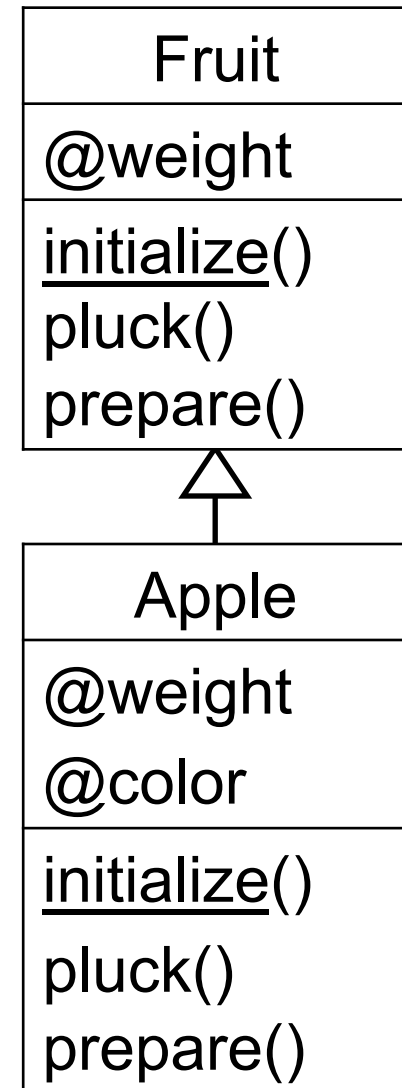 Fruit
@weight
initialize()
pluck()
prepare()
Apple
@weight
@color
initialize()
pluck()
prepare()